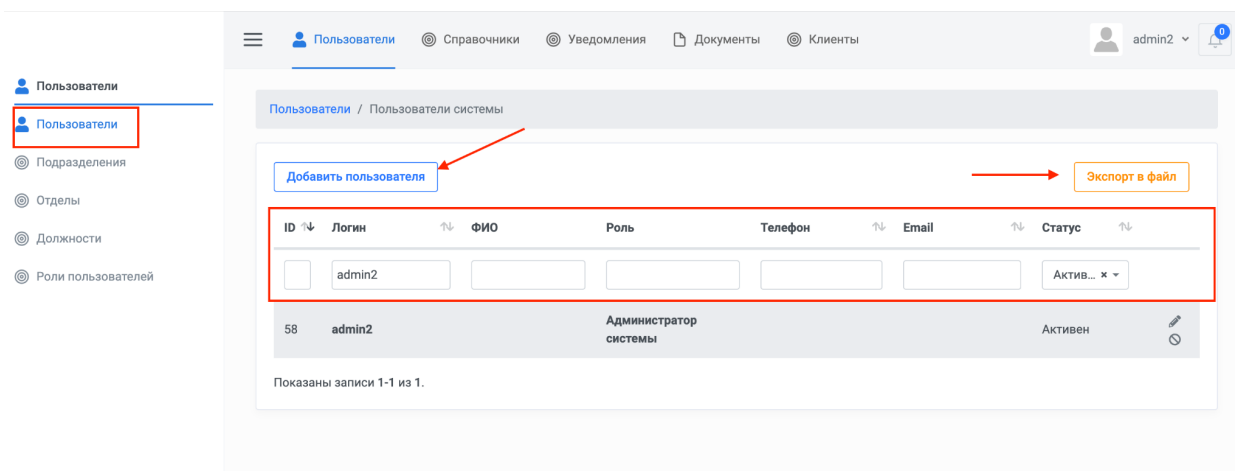 Пользователи Справочники Уведомления Документы Клиенты admin2 0
Пользователи
Пользователи
Подразделения
Отделы
Должности
Роли пользователей
Пользователи / Пользователи системы
Добавить пользователя Экспорт в файл
ID Логин ФИО Роль Телефон Email Статус
admin2 Актив... ×
58 admin2 Администратор системы Активен
Показаны записи 1-1 из 1.